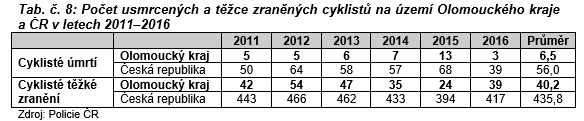 Tab. č. 8: Počet usmrcených a těžce zraněných cyklistů na území Olomouckého kraje
a ČR v letech 2011–2016
2011 2012 2013 2014 2015 2016 Průměr
Cyklisté úmrtí Olomoucký kraj 5 5 6 7 13 3 6,5
Česká republika 50 64 58 57 68 39 56,0
Cyklisté těžké zranění Olomoucký kraj 42 54 47 35 24 39 40,2
Česká republika 443 466 462 433 394 417 435,8
Zdroj: Policie ČR